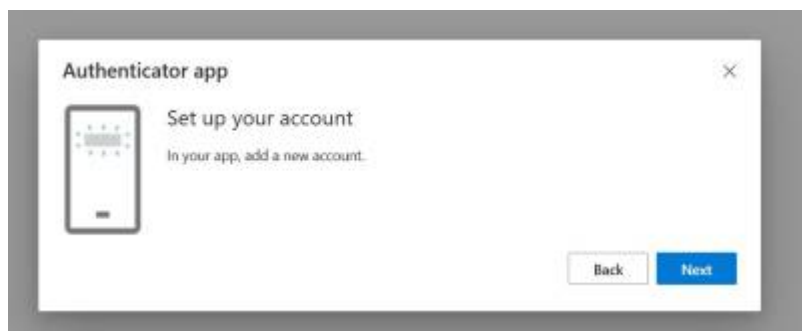 Authenticator app
Set up your account
In your app, add a new account.
Back
Next